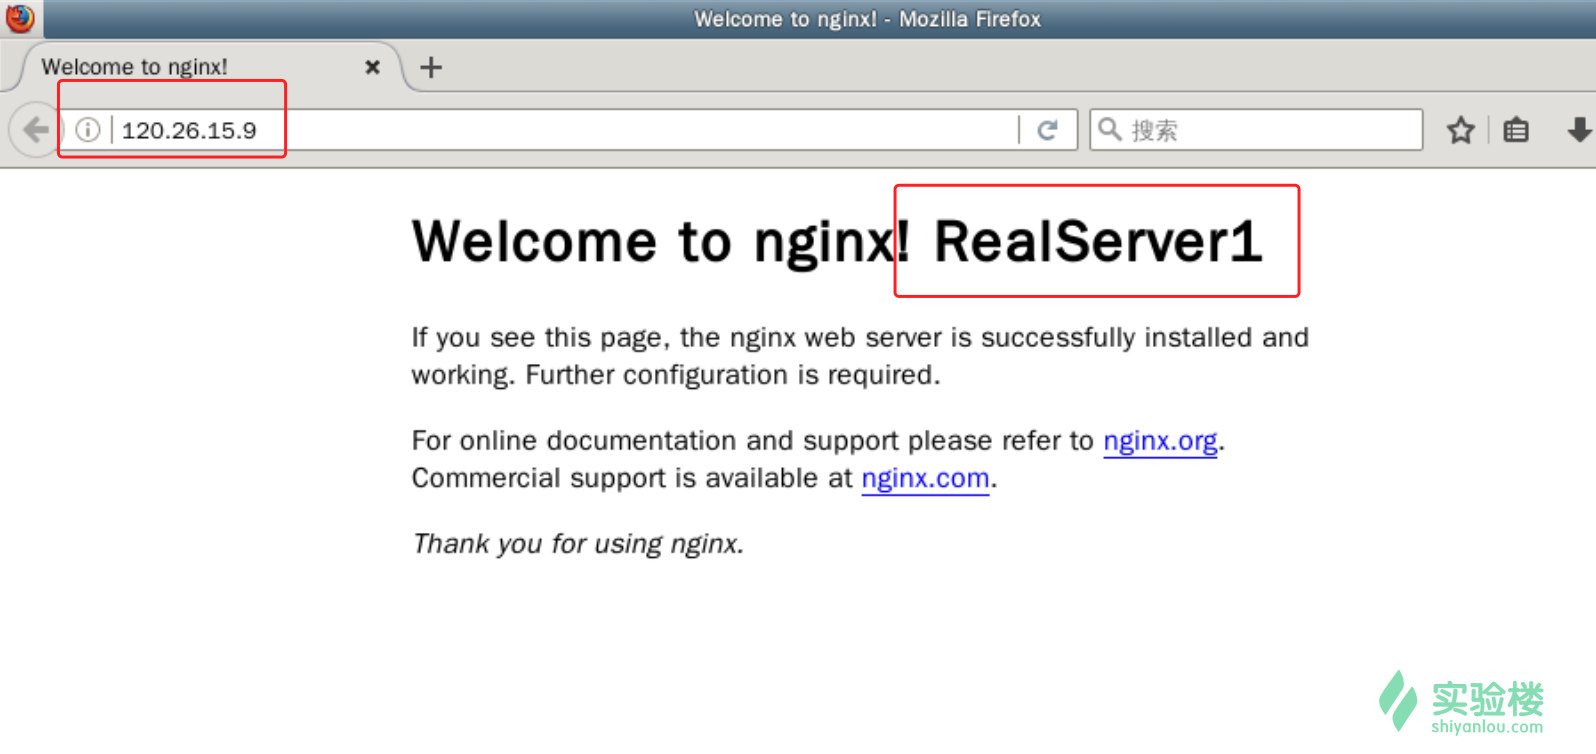 Welcome to nginx! - Mozilla Firefox
Welcome to nginx!
120.26.15.9
搜索
Welcome to nginx! RealServer1
If you see this page, the nginx web server is successfully installed and
working. Further configuration is required.
For online documentation and support please refer to nginx.org.
Commercial support is available at nginx.com.
Thank you for using nginx.
实验楼
shiyanlou.com